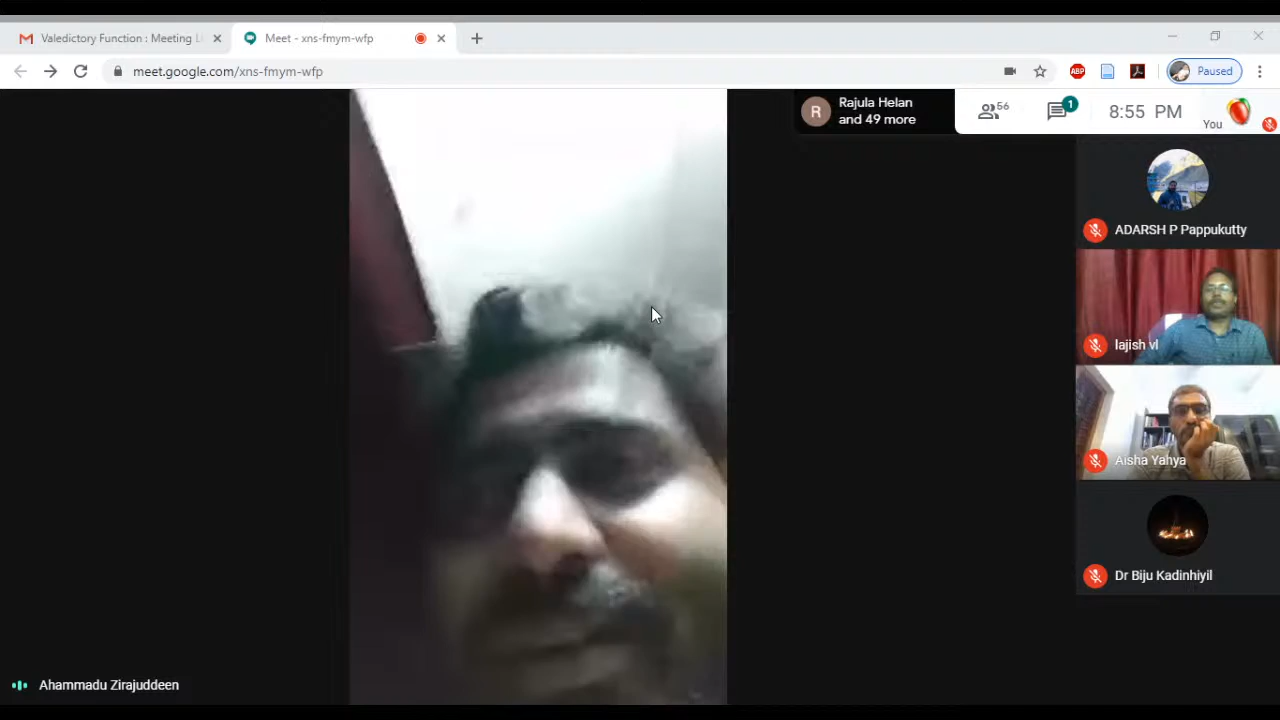 Valedictory Function : Meeting Li
Meet - xns-fmym-wfp
meet.google.com/xns-fmym-wfp
ABP
Paused
R
Rajula Helan
and 49 more
56
1
8:55 PM
You
ADARSH P Pappukutty
lajish vl
Aisha Yahya
Dr Biju Kadinhiyil
Ahammadu Zirajuddeen